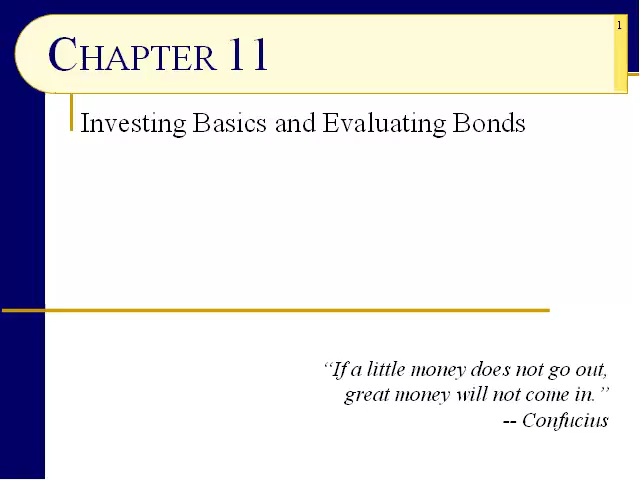 1
CHAPTER 11
Investing Basics and Evaluating Bonds
“If a little money does not go out,
great money will not come in.”
-- Confucius